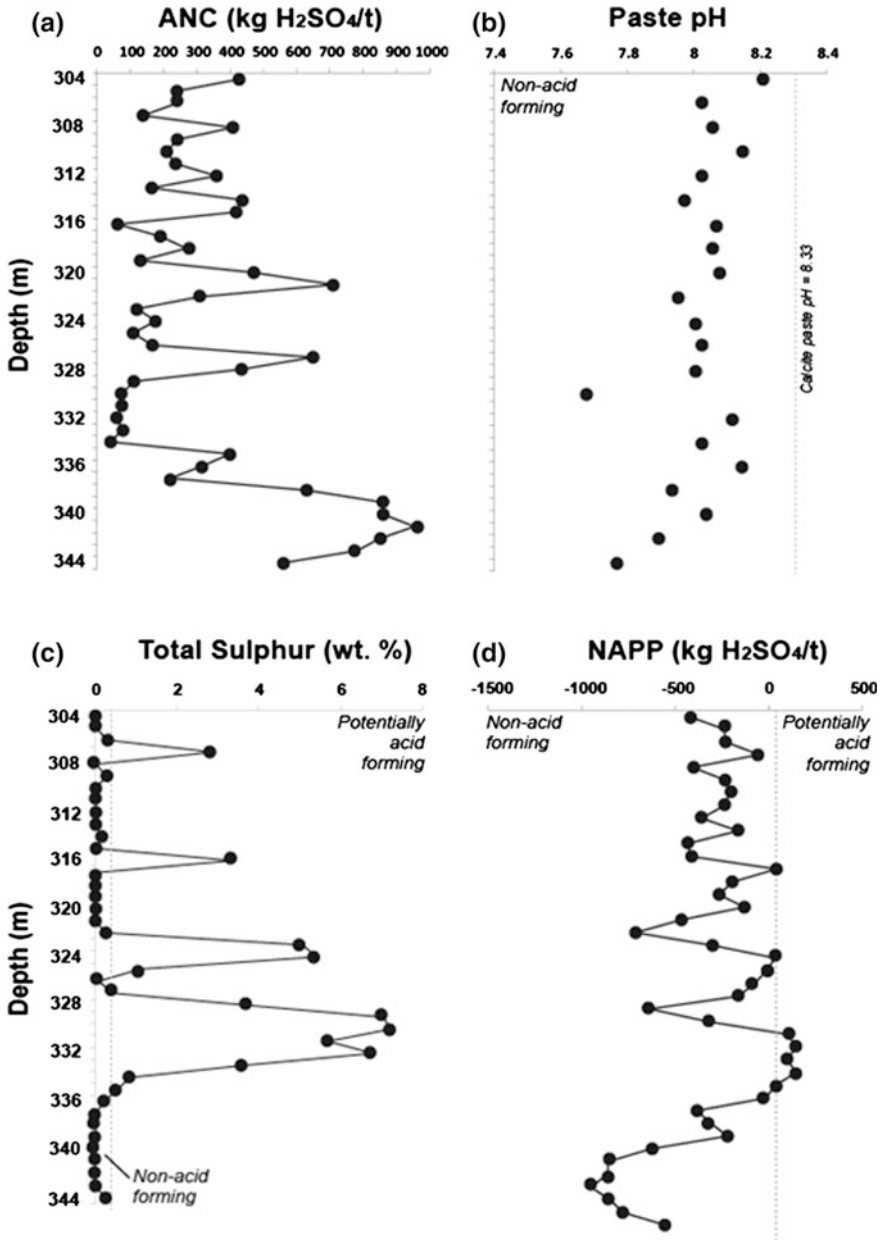 (a)
ANC (kg H₂SO₄/t)
0 100 200 300 400 500 600 700 800 900 1000
Depth (m)
304
308
312
316
320
324
328
332
336
340
344
(b)
Paste pH
7.4 7.6 7.8 8 8.2 8.4
Non-acid
forming
Calcite paste pH = 8.33
(c)
Total Sulphur (wt. %)
0 2 4 6 8
Potentially
acid
forming
Depth (m)
304
308
312
316
320
324
328
332
336
340
344
Non-acid
forming
(d)
NAPP (kg H₂SO₄/t)
-1500 -1000 -500 0 500
Non-acid
forming
Potentially
acid
forming